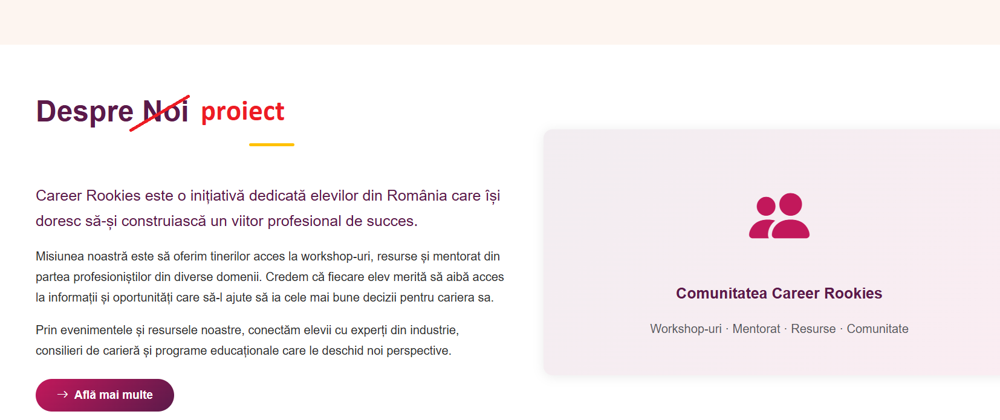 Despre Noi proiect
Career Rookies este o inițiativă dedicată elevilor din România care își
doresc să-și construiască un viitor profesional de succes.
Misiunea noastră este să oferim tinerilor acces la workshop-uri, resurse și mentorat din
partea profesioniștilor din diverse domenii. Credem că fiecare elev merită să aibă acces
la informații și oportunități care să-l ajute să ia cele mai bune decizii pentru cariera sa.
Prin evenimentele și resursele noastre, conectăm elevii cu experți din industrie,
consilieri de carieră și programe educaționale care le deschid noi perspective.
→ Află mai multe
Comunitatea Career Rookies
Workshop-uri · Mentorat · Resurse · Comunitate